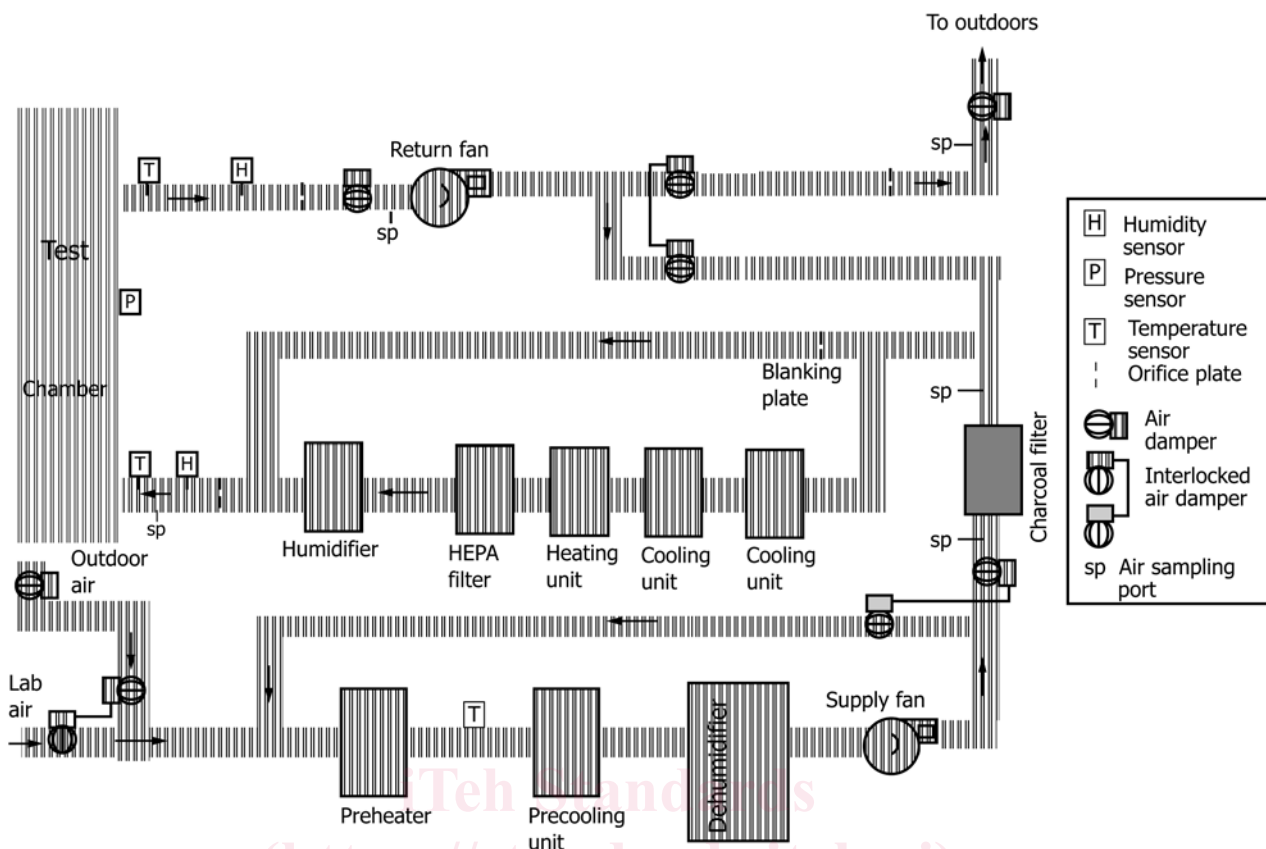 To outdoors
sp
Return fan
T
H
sp
Test
P
Chamber
Blanking
plate
sp
Charcoal filter
T
H
sp
Humidifier
HEPA
filter
Heating
unit
Cooling
unit
Cooling
unit
sp
Outdoor
air
Lab
air
T
Supply fan
Preheater
Precooling
unit
Dehumidifier
H
Humidity
sensor
P
Pressure
sensor
T
Temperature
sensor
Orifice plate
Air
damper
Interlocked
air damper
sp Air sampling
port
iTeh Standards